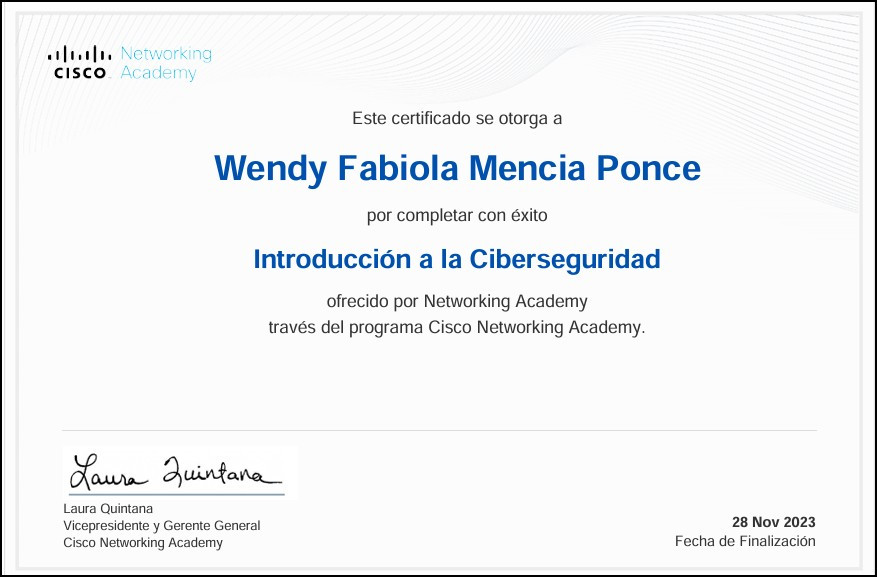 Networking
CISCO Academy
Este certificado se otorga a
Wendy Fabiola Mencia Ponce
por completar con éxito
Introducción a la Ciberseguridad
ofrecido por Networking Academy
través del programa Cisco Networking Academy.
Laura Quintana
Laura Quintana
Vicepresidente y Gerente General
Cisco Networking Academy
28 Nov 2023
Fecha de Finalización